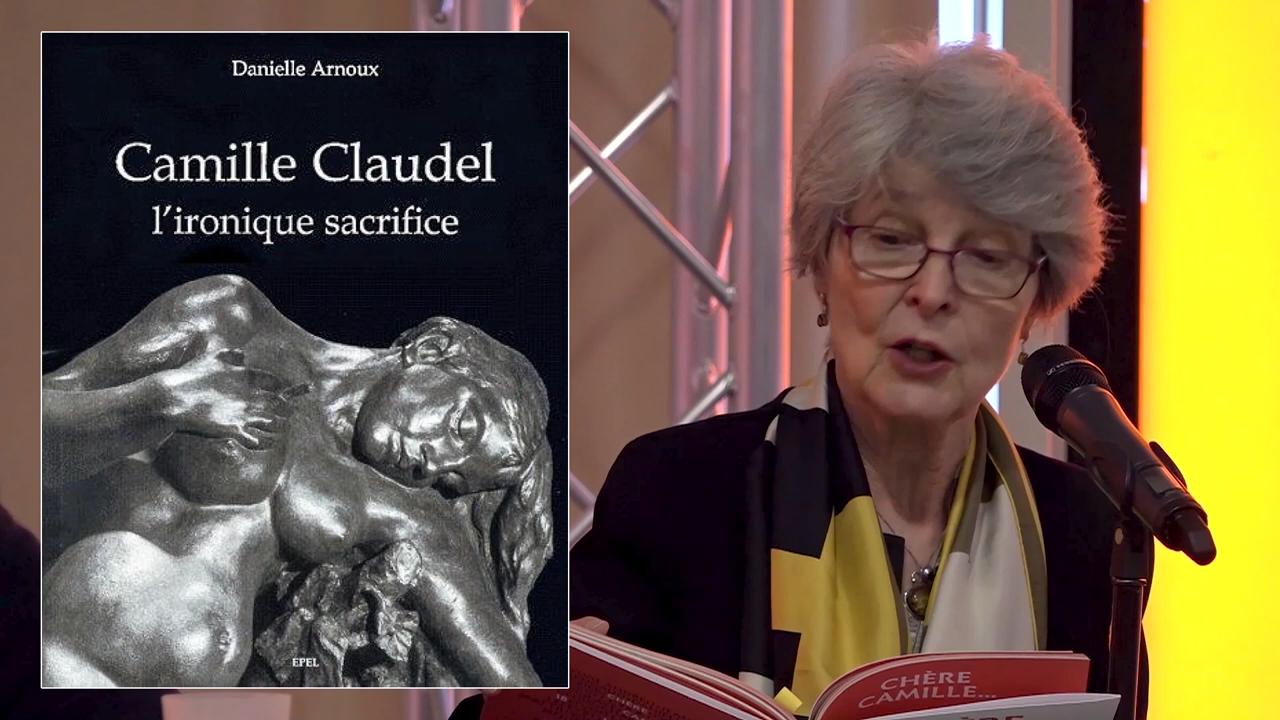 Danielle Arnoux
Camille Claudel
l'ironique sacrifice
EPEL
CHÈRE
CAMILLE...